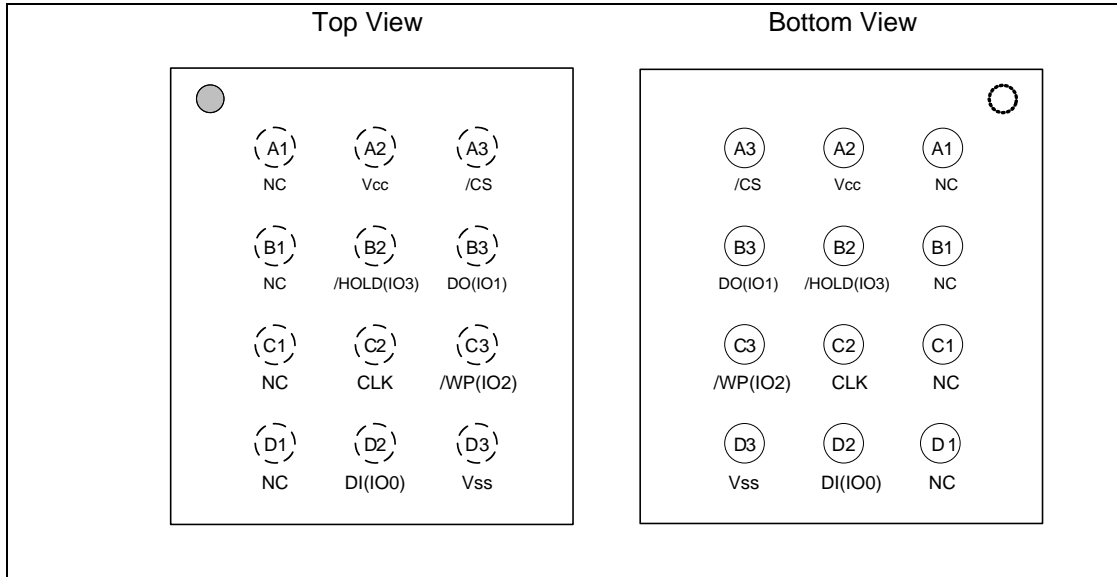 Top View Bottom View
A1 A2 A3 A3 A2 A1
NC Vcc /CS /CS Vcc NC
B1 B2 B3 B3 B2 B1
NC /HOLD(IO3) DO(IO1) DO(IO1) /HOLD(IO3) NC
C1 C2 C3 C3 C2 C1
NC CLK /WP(IO2) /WP(IO2) CLK NC
D1 D2 D3 D3 D2 D1
NC DI(IO0) Vss Vss DI(IO0) NC